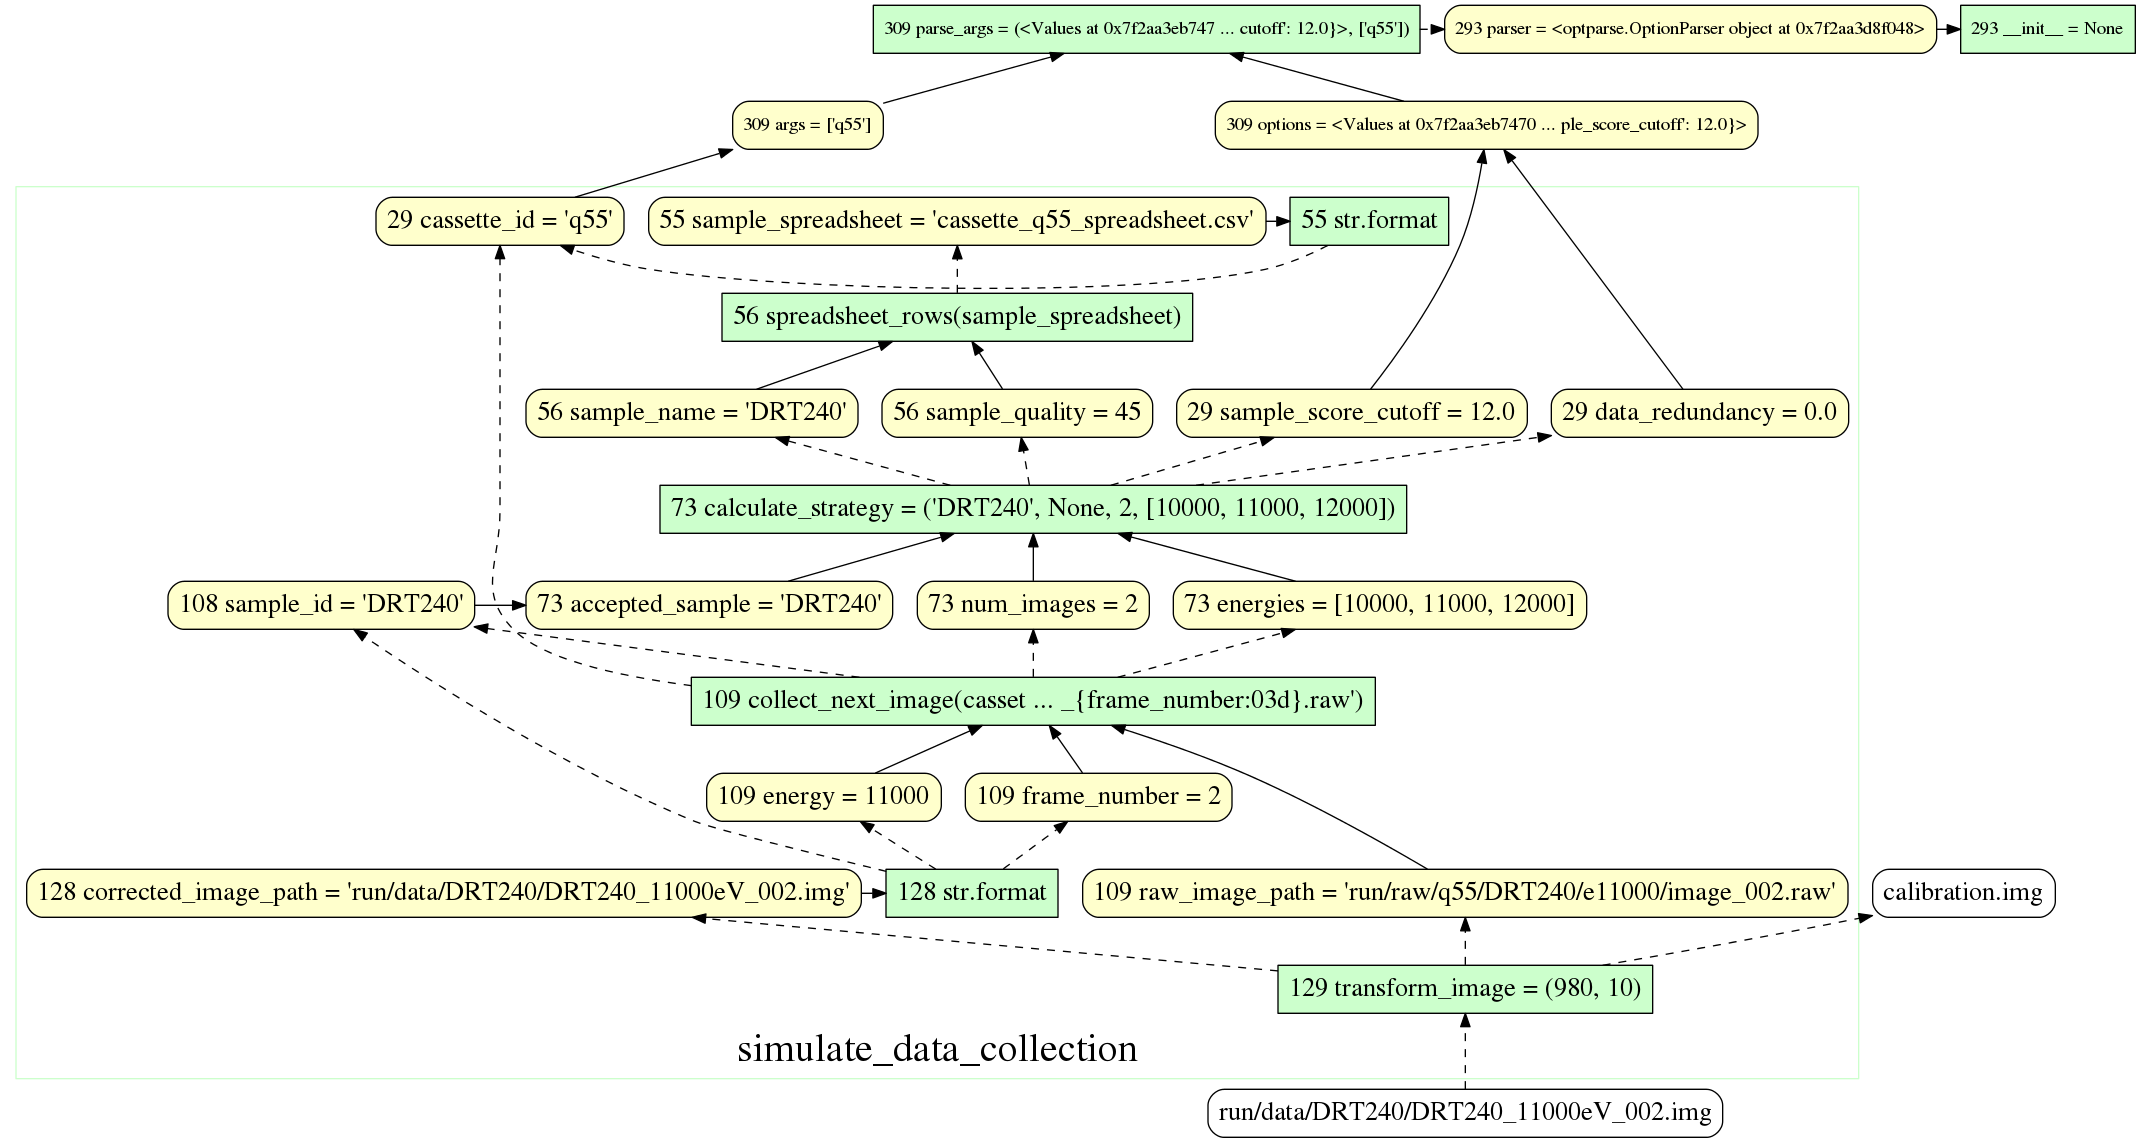 309 parse_args = (<Values at 0x7f2aa3eb747 ... cutoff': 12.0}>, ['q55'])
293 parser = <optparse.OptionParser object at 0x7f2aa3d8f048>
293 __init__ = None
309 args = ['q55']
309 options = <Values at 0x7f2aa3eb7470 ... ple_score_cutoff': 12.0}>
29 cassette_id = 'q55'
55 sample_spreadsheet = 'cassette_q55_spreadsheet.csv'
55 str.format
56 spreadsheet_rows(sample_spreadsheet)
56 sample_name = 'DRT240'
56 sample_quality = 45
29 sample_score_cutoff = 12.0
29 data_redundancy = 0.0
73 calculate_strategy = ('DRT240', None, 2, [10000, 11000, 12000])
108 sample_id = 'DRT240'
73 accepted_sample = 'DRT240'
73 num_images = 2
73 energies = [10000, 11000, 12000]
109 collect_next_image(casset ... _{frame_number:03d}.raw')
109 energy = 11000
109 frame_number = 2
128 corrected_image_path = 'run/data/DRT240/DRT240_11000eV_002.img'
128 str.format
109 raw_image_path = 'run/raw/q55/DRT240/e11000/image_002.raw'
calibration.img
129 transform_image = (980, 10)
simulate_data_collection
run/data/DRT240/DRT240_11000eV_002.img